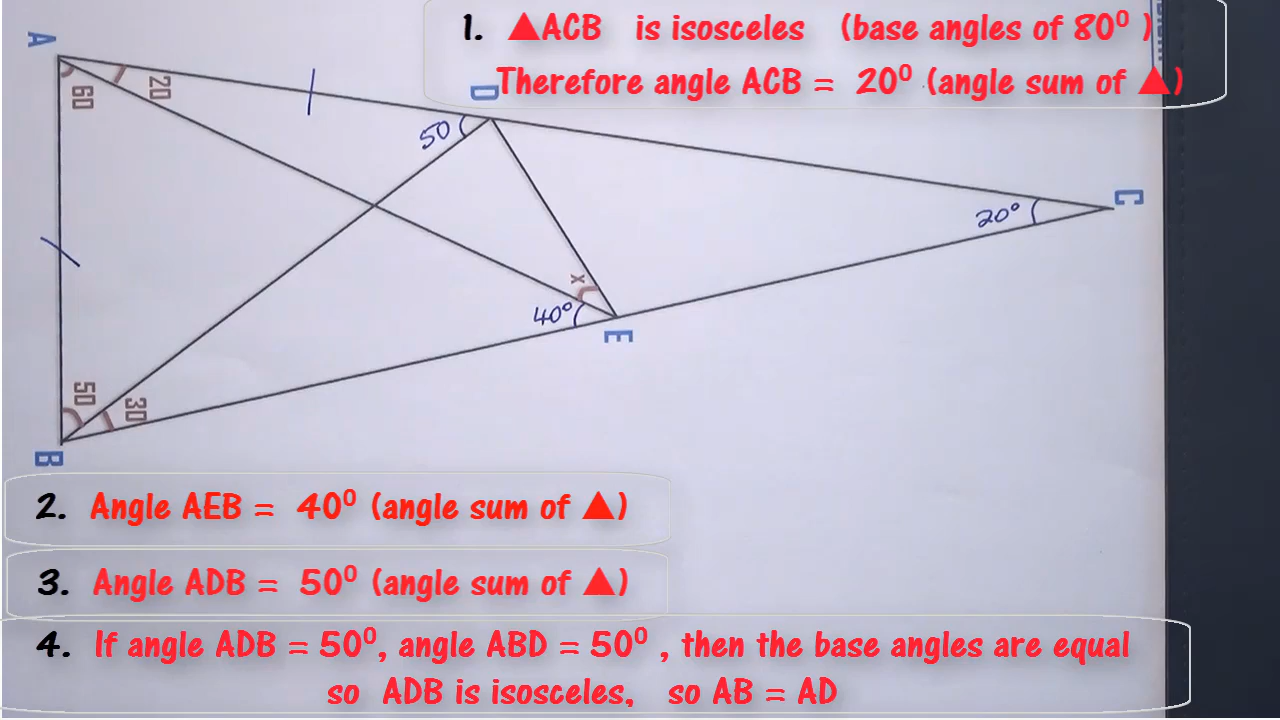 1. ▲ACB is isosceles (base angles of 80⁰ )
Therefore angle ACB = 20⁰ (angle sum of ▲)
A
60
20
D
50
C
20°
x
40°
E
50
30
B
2. Angle AEB = 40⁰ (angle sum of ▲)
3. Angle ADB = 50⁰ (angle sum of ▲)
4. If angle ADB = 50⁰, angle ABD = 50⁰ , then the base angles are equal
so ADB is isosceles, so AB = AD